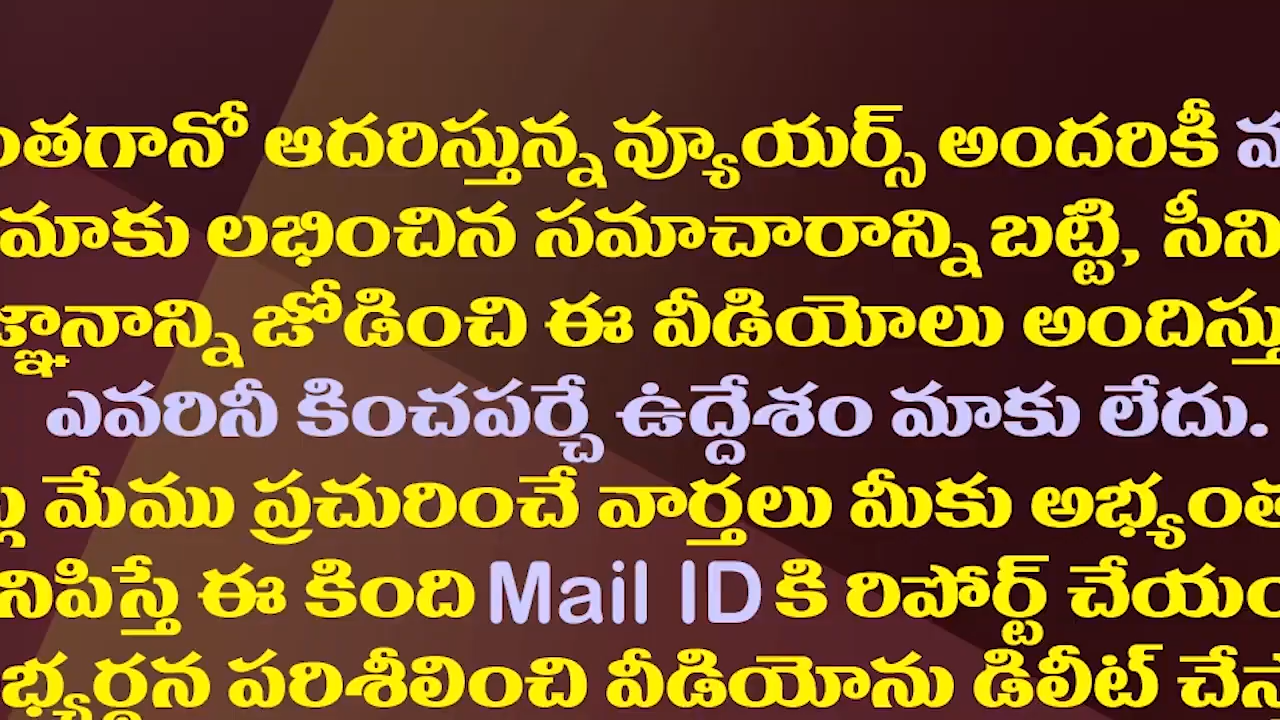 ంతగానో ఆదరిస్తున్న వ్యూయర్స్ అందరికీ
మాకు లభించిన సమాచారాన్ని బట్టి, సీని
జ్ఞానాన్ని జోడించి ఈ వీడియోలు అందిస్తు
ఎవరినీ కించపర్చే ఉద్దేశం మాకు లేదు.
మేము ప్రచురించే వార్తలు మీకు అభ్యంత
నిపిస్తే ఈ కింది Mail ID కి రిపోర్ట్ చేయం
భ్యర్థన పరిశీలించి వీడియోను డిలీట్ చేస